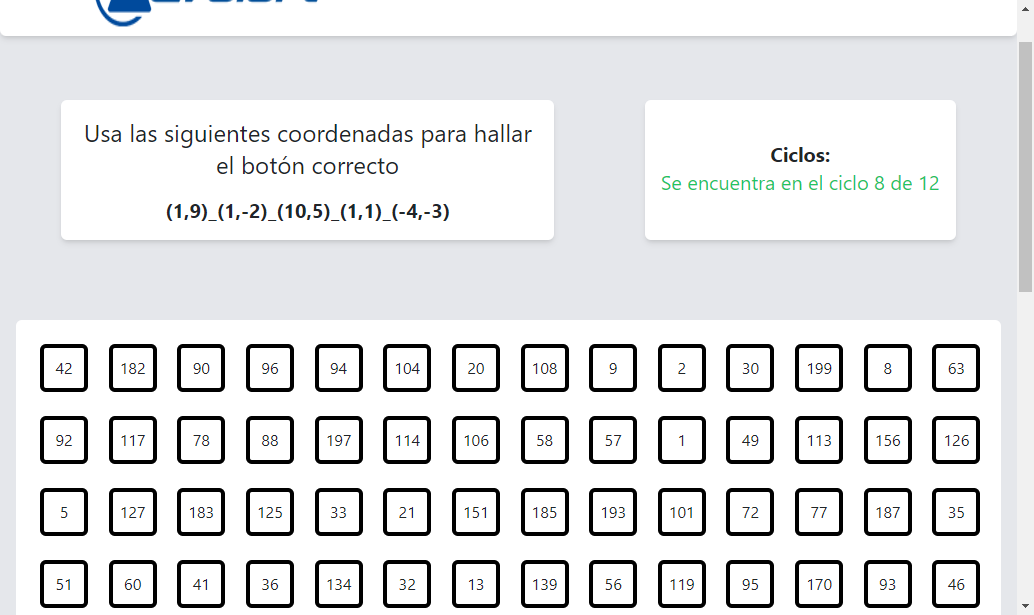 Usa las siguientes coordenadas para hallar
el botón correcto
(1,9)_(1,-2)_(10,5)_(1,1)_(-4,-3)
Ciclos:
Se encuentra en el ciclo 8 de 12
42 182 90 96 94 104 20 108 9 2 30 199 8 63
92 117 78 88 197 114 106 58 57 1 49 113 156 126
5 127 183 125 33 21 151 185 193 101 72 77 187 35
51 60 41 36 134 32 13 139 56 119 95 170 93 46